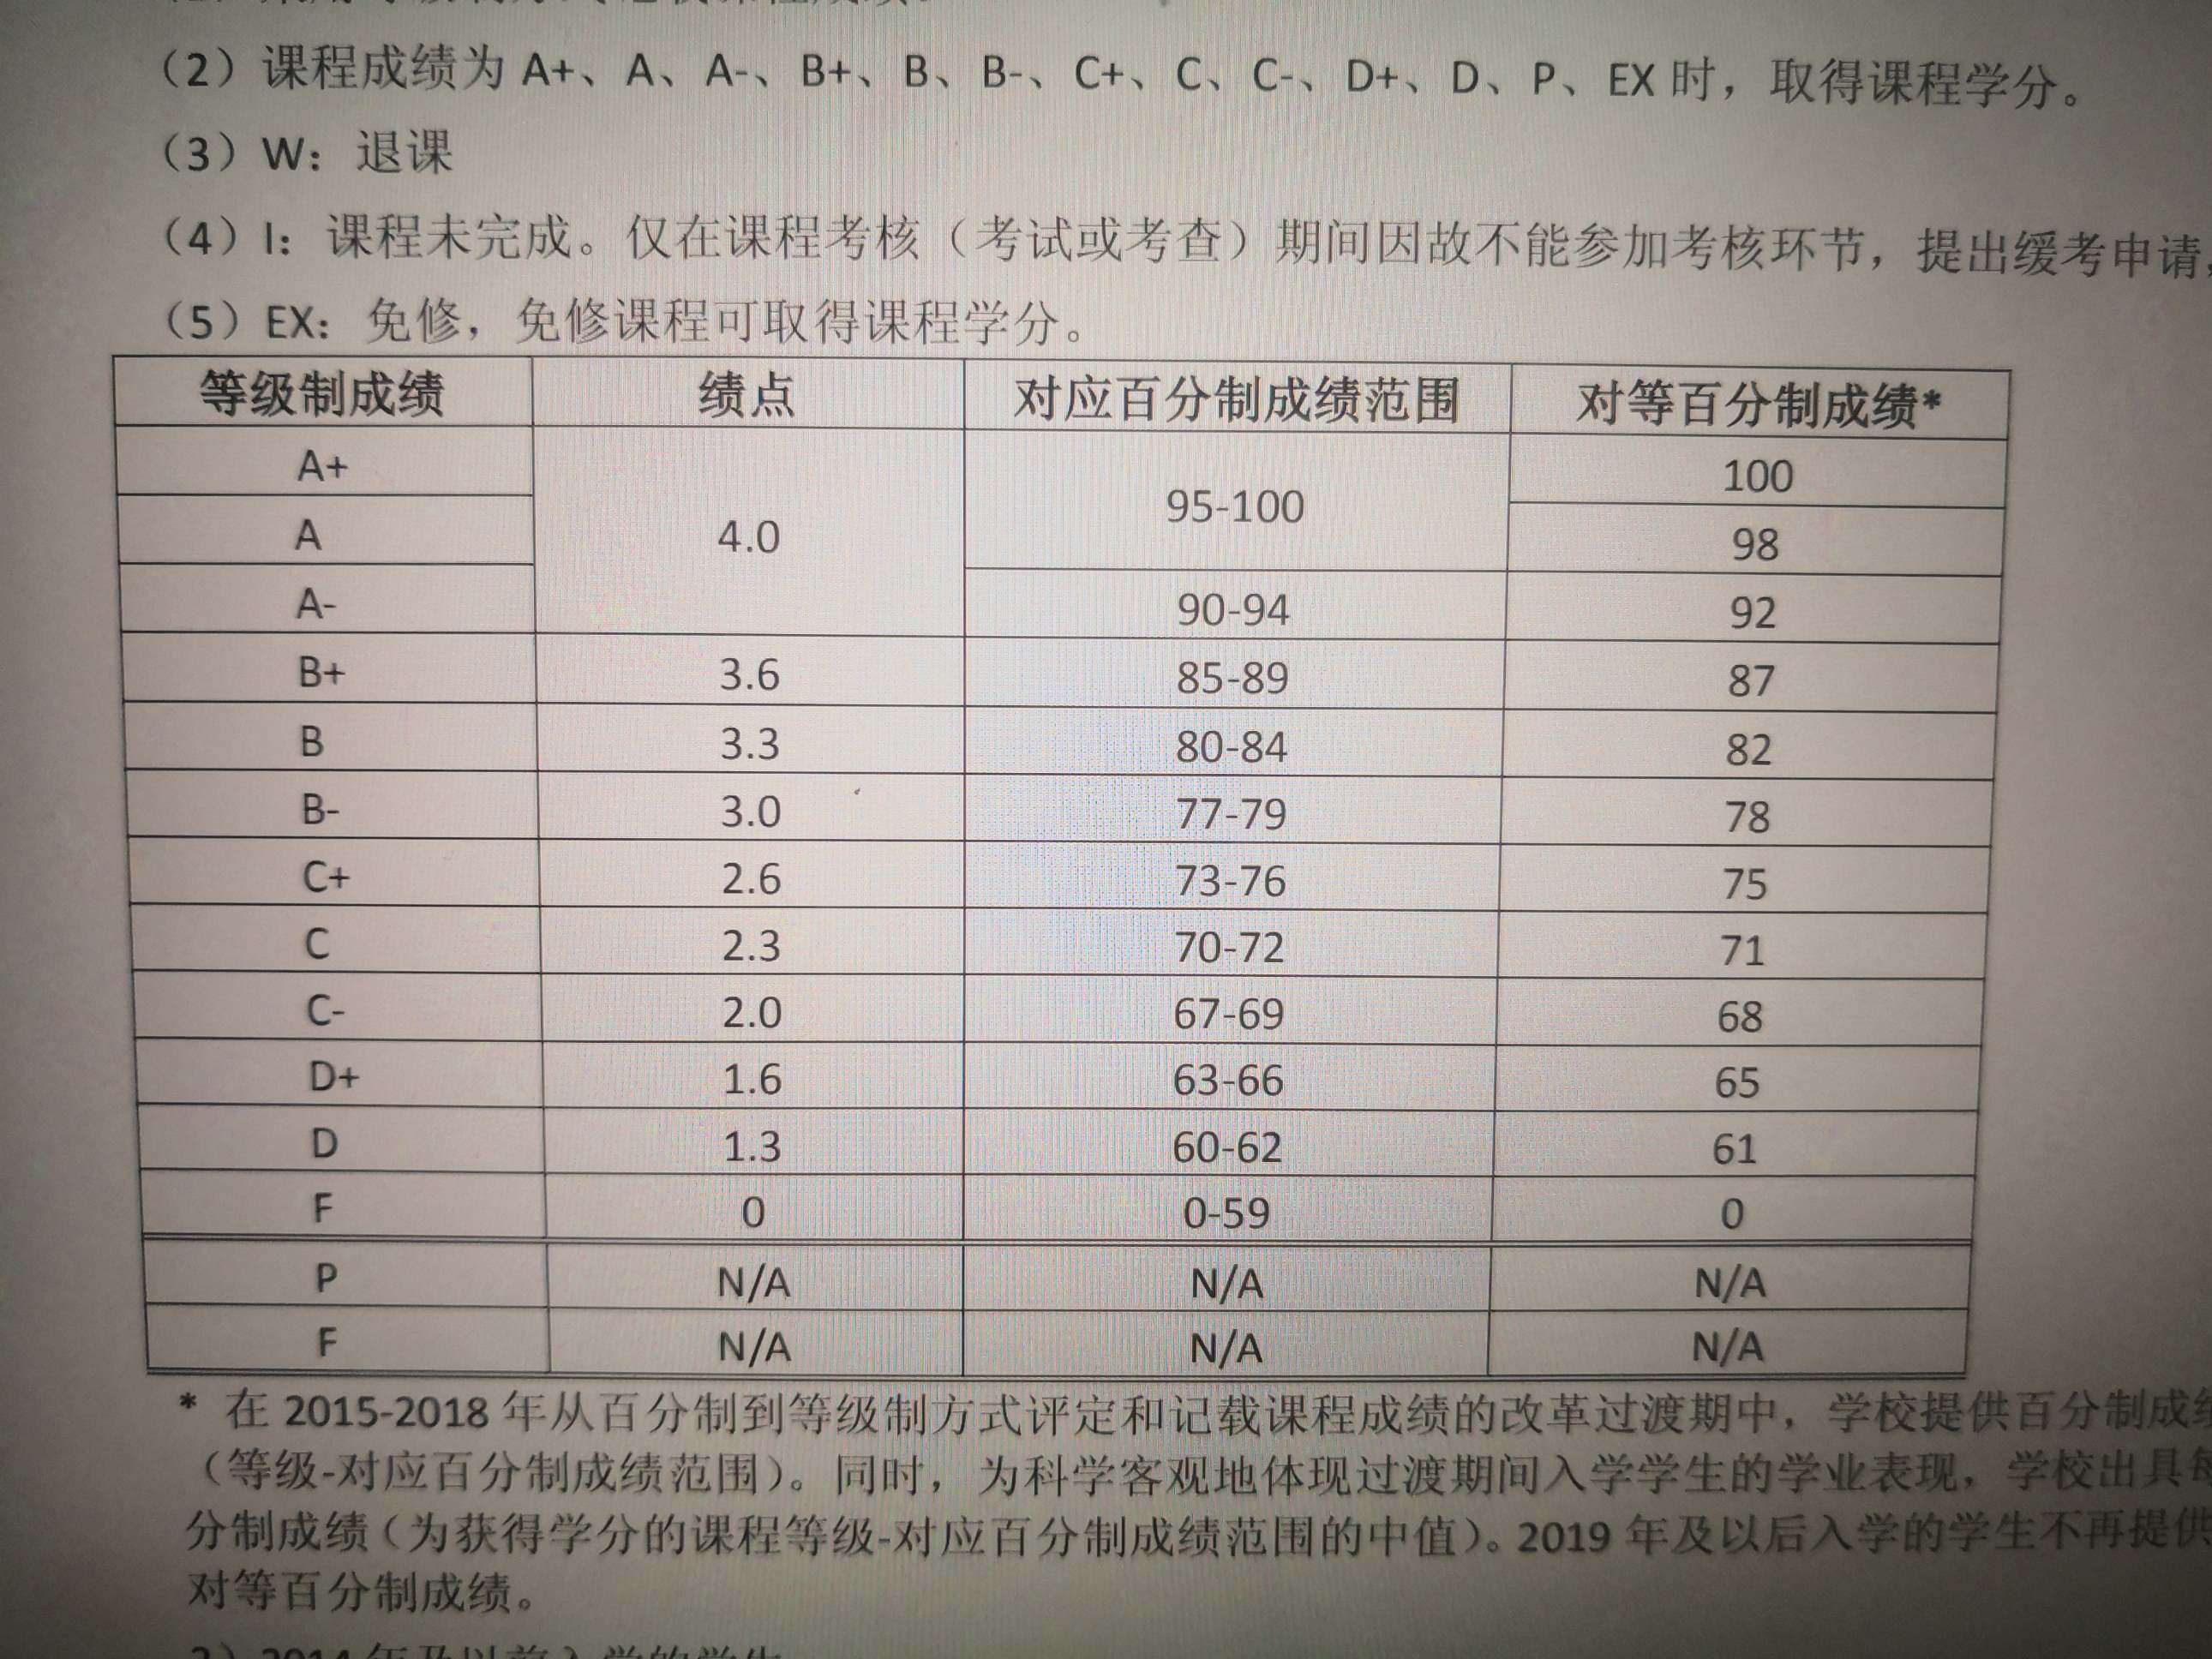 （2）课程成绩为 A+、A、A-、B+、B、B-、C+、C、C-、D+、D、P、EX 时，取得课程学分。
（3）W：退课
（4）I：课程未完成。仅在课程考核（考试或考查）期间因故不能参加考核环节，提出缓考申请，
（5）EX：免修，免修课程可取得课程学分。
等级制成绩 绩点 对应百分制成绩范围 对等百分制成绩*
A+ 4.0 95-100 100
A 98
A- 90-94 92
B+ 3.6 85-89 87
B 3.3 80-84 82
B- 3.0 77-79 78
C+ 2.6 73-76 75
C 2.3 70-72 71
C- 2.0 67-69 68
D+ 1.6 63-66 65
D 1.3 60-62 61
F 0 0-59 0
P N/A N/A N/A
F N/A N/A N/A
* 在 2015-2018 年从百分制到等级制方式评定和记载课程成绩的改革过渡期中，学校提供百分制成绩
（等级-对应百分制成绩范围）。同时，为科学客观地体现过渡期间入学学生的学业表现，学校出具每
分制成绩（为获得学分的课程等级-对应百分制成绩范围的中值）。2019 年及以后入学的学生不再提供
对等百分制成绩。
2014 年及以前入学的学生